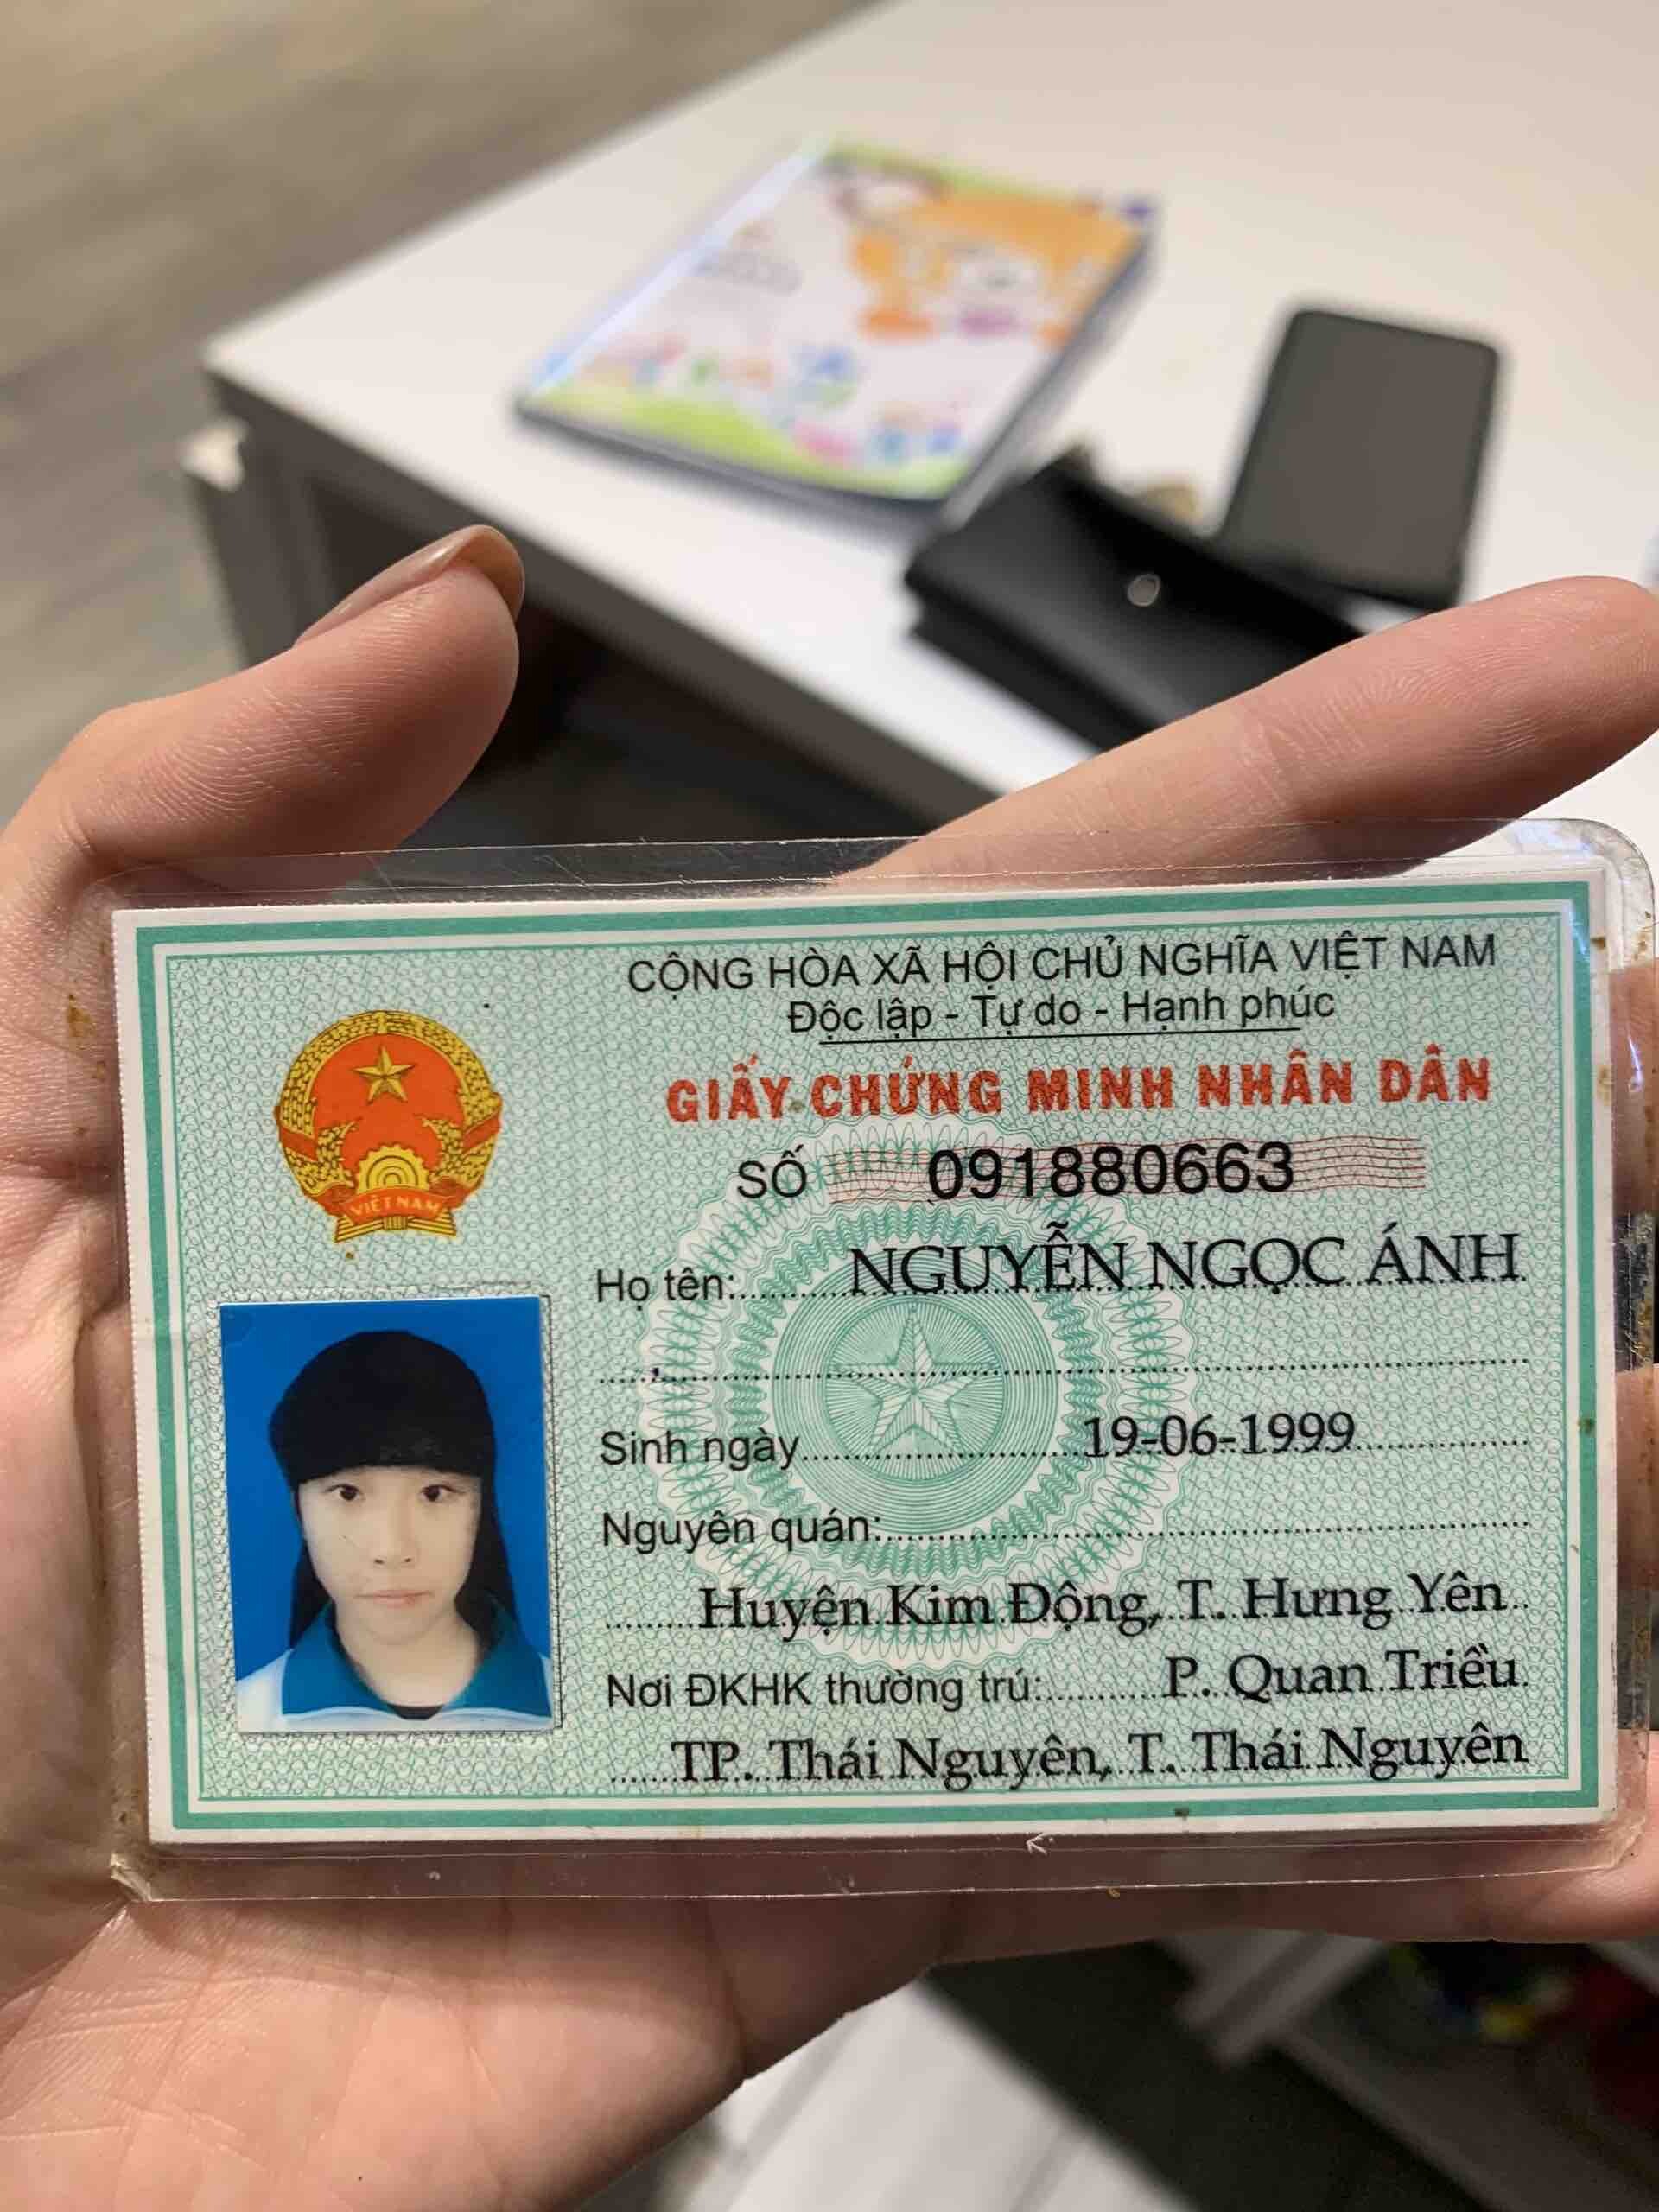 CỘNG HÒA XÃ HỘI CHỦ NGHĨA VIỆT NAM
Độc lập - Tự do - Hạnh phúc
GIẤY CHỨNG MINH NHÂN DÂN
SỐ 091880663
VIỆT NAM
Họ tên: NGUYỄN NGỌC ÁNH
Sinh ngày 19-06-1999
Nguyên quán:
Huyện Kim Động, T. Hưng Yên
Nơi ĐKHK thường trú: P. Quan Triều
TP. Thái Nguyên, T. Thái Nguyên